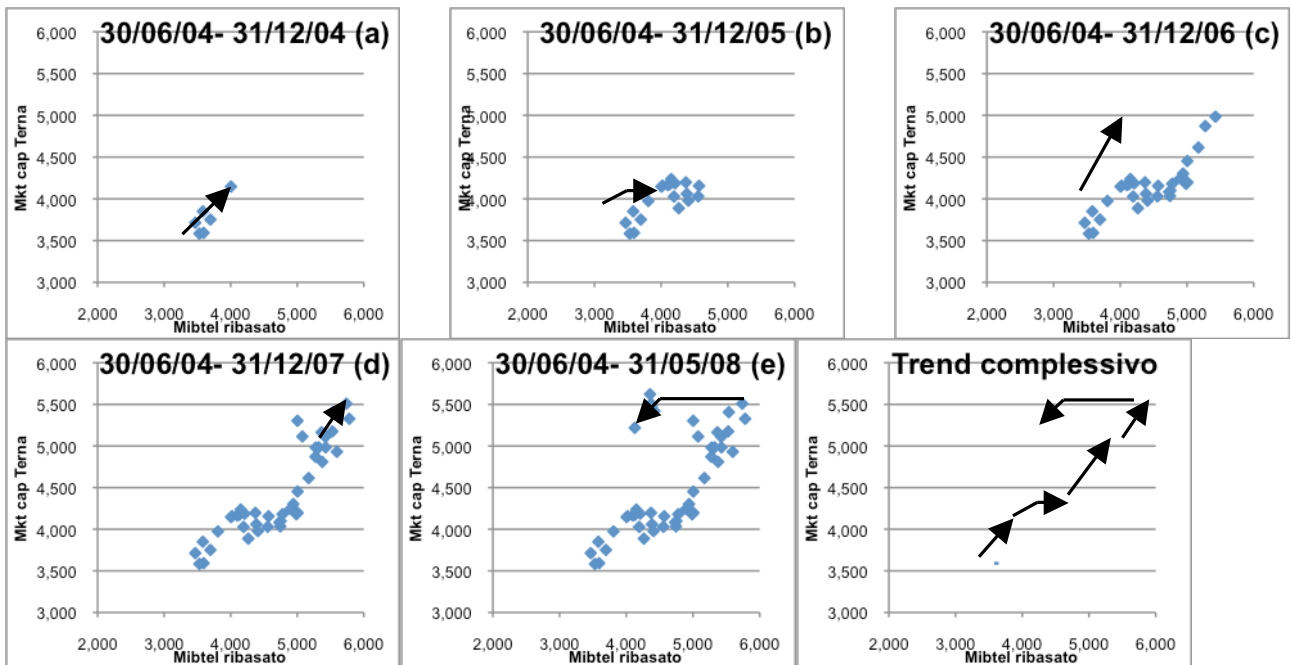 30/06/04- 31/12/04 (a)
Mkt cap Terna
6,000
5,500
5,000
4,500
4,000
3,500
3,000
2,000 3,000 4,000 5,000 6,000
Mibtel ribasato
30/06/04- 31/12/05 (b)
Mkt cap Terna
6,000
5,500
5,000
4,500
4,000
3,500
3,000
2,000 3,000 4,000 5,000 6,000
Mibtel ribasato
30/06/04- 31/12/06 (c)
Mkt cap Terna
6,000
5,500
5,000
4,500
4,000
3,500
3,000
2,000 3,000 4,000 5,000 6,000
Mibtel ribasato
30/06/04- 31/12/07 (d)
Mkt cap Terna
6,000
5,500
5,000
4,500
4,000
3,500
3,000
2,000 3,000 4,000 5,000 6,000
Mibtel ribasato
30/06/04- 31/05/08 (e)
Mkt cap Terna
6,000
5,500
5,000
4,500
4,000
3,500
3,000
2,000 3,000 4,000 5,000 6,000
Mibtel ribasato
Trend complessivo
Mkt cap Terna
6,000
5,500
5,000
4,500
4,000
3,500
3,000
2,000 3,000 4,000 5,000 6,000
Mibtel ribasato